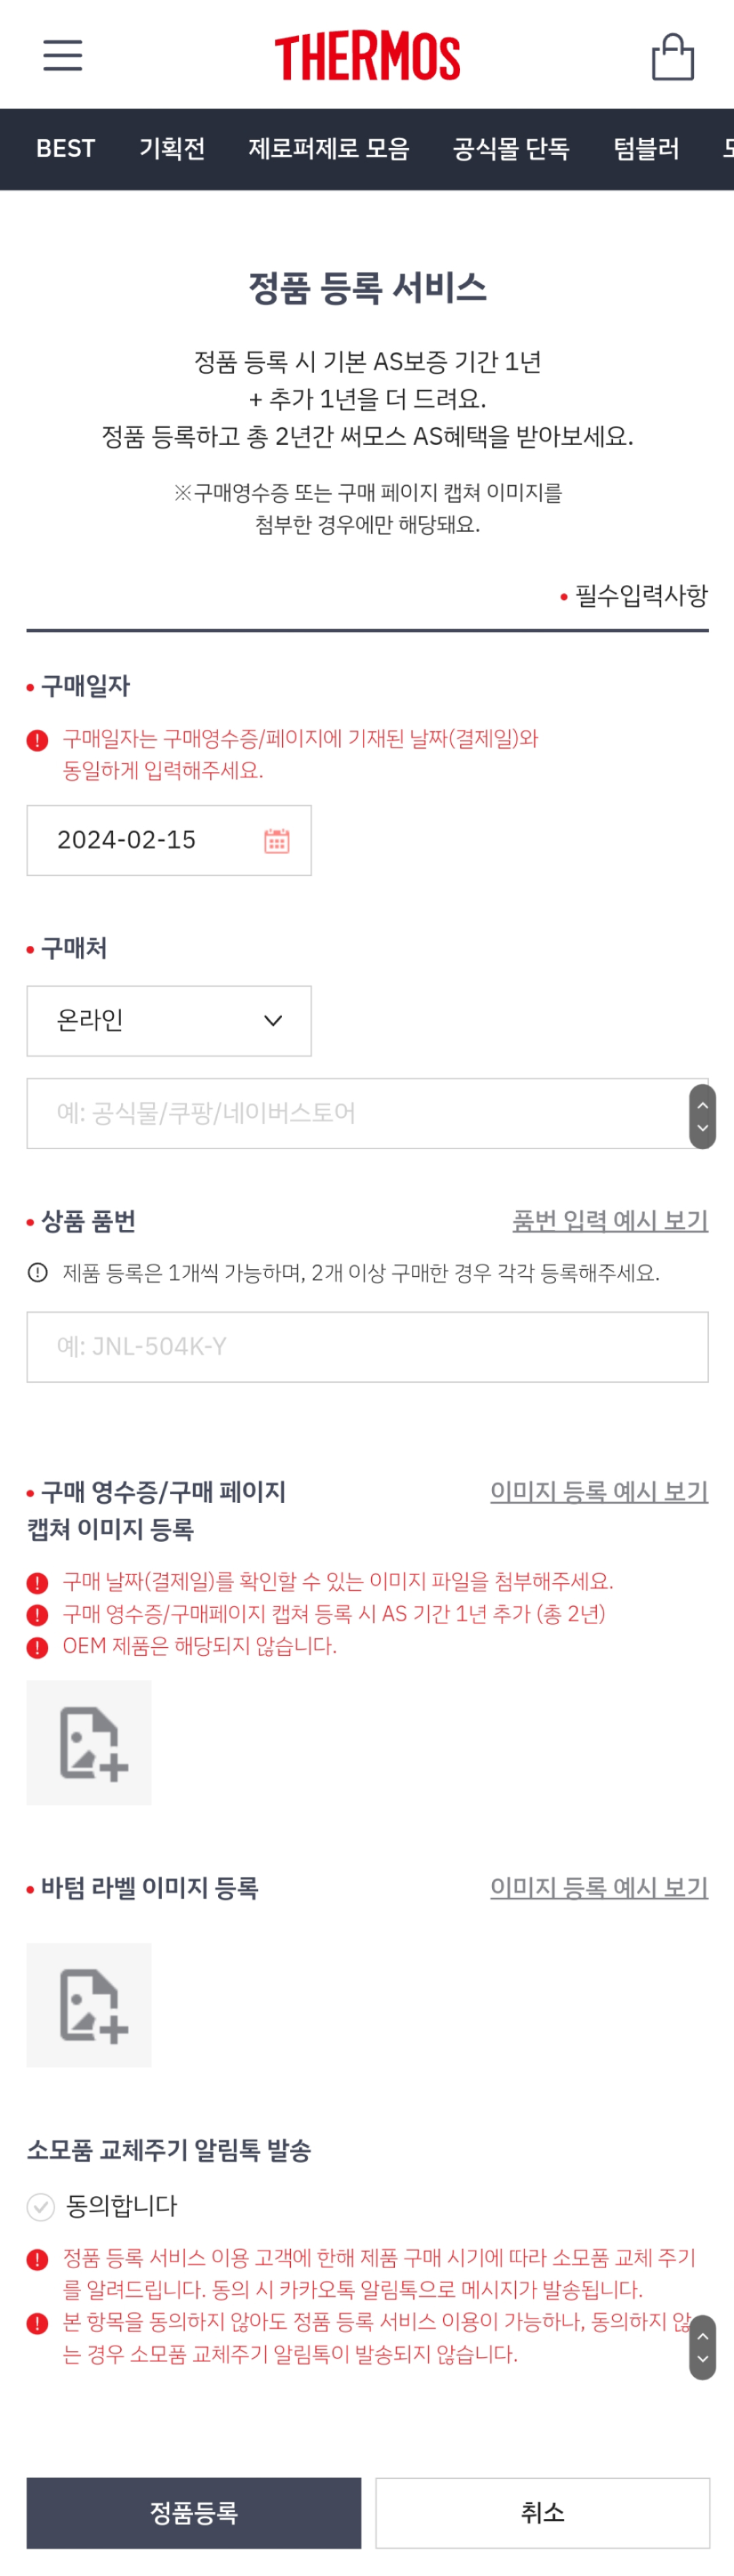 THERMOS
BEST 기획전 제로퍼제로 모음 공식몰 단독 텀블러
정품 등록 서비스
정품 등록 시 기본 AS보증 기간 1년
+ 추가 1년을 더 드려요.
정품 등록하고 총 2년간 써모스 AS혜택을 받아보세요.
※구매영수증 또는 구매 페이지 캡쳐 이미지를
첨부한 경우에만 해당돼요.
• 필수입력사항
• 구매일자
구매일자는 구매영수증/페이지에 기재된 날짜(결제일)와
동일하게 입력해주세요.
2024-02-15
• 구매처
온라인
예: 공식몰/쿠팡/네이버스토어
• 상품 품번 품번 입력 예시 보기
제품 등록은 1개씩 가능하며, 2개 이상 구매한 경우 각각 등록해주세요.
예: JNL-504K-Y
• 구매 영수증/구매 페이지 이미지 등록 예시 보기
캡쳐 이미지 등록
구매 날짜(결제일)를 확인할 수 있는 이미지 파일을 첨부해주세요.
구매 영수증/구매페이지 캡쳐 등록 시 AS 기간 1년 추가 (총 2년)
OEM 제품은 해당되지 않습니다.
• 바텀 라벨 이미지 등록 이미지 등록 예시 보기
소모품 교체주기 알림톡 발송
동의합니다
정품 등록 서비스 이용 고객에 한해 제품 구매 시기에 따라 소모품 교체 주기
를 알려드립니다. 동의 시 카카오톡 알림톡으로 메시지가 발송됩니다.
본 항목을 동의하지 않아도 정품 등록 서비스 이용이 가능하나, 동의하지 않
는 경우 소모품 교체주기 알림톡이 발송되지 않습니다.
정품등록 취소